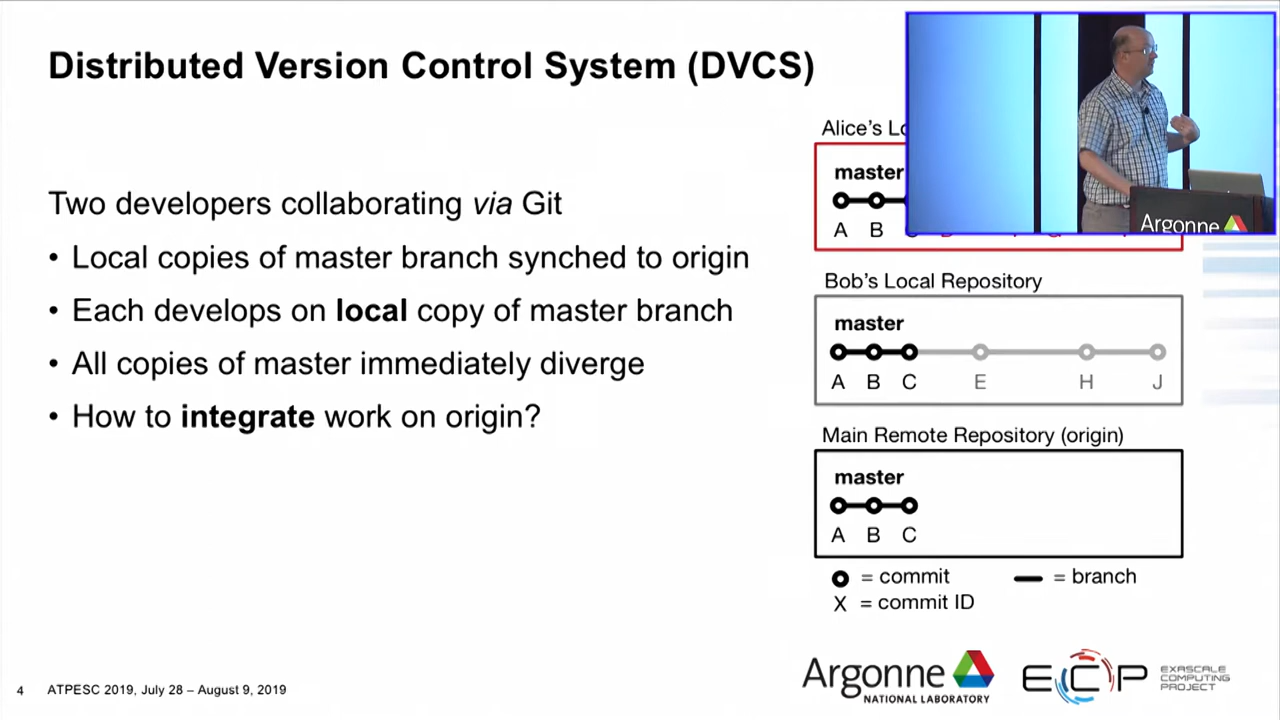 Distributed Version Control System (DVCS)
Two developers collaborating via Git
• Local copies of master branch synched to origin
• Each develops on local copy of master branch
• All copies of master immediately diverge
• How to integrate work on origin?
Alice's
master
A B
Bob's Local Repository
master
A B C E H J
Main Remote Repository (origin)
master
A B C
= commit = branch
X = commit ID
Argonne
Argonne
NATIONAL LABORATORY
ECP
EXASCALE
COMPUTING
PROJECT
4 ATPESC 2019, July 28 – August 9, 2019